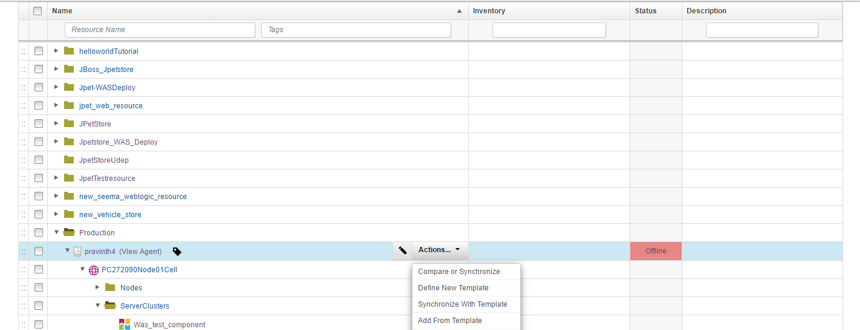 Name Inventory Status Description
Resource Name Tags
helloworldTutorial
JBoss_Jpetstore
Jpet-WASDeploy
jpet_web_resource
JPetStore
Jpetstore_WAS_Deploy
JpetStoreUdep
JpetTestresource
new_seema_weblogic_resource
new_vehicle_store
Production
pravinth4 (View Agent) Actions... Offline
PC272090Node01Cell Compare or Synchronize
Nodes Define New Template
ServerClusters Synchronize With Template
Was_test_component Add From Template